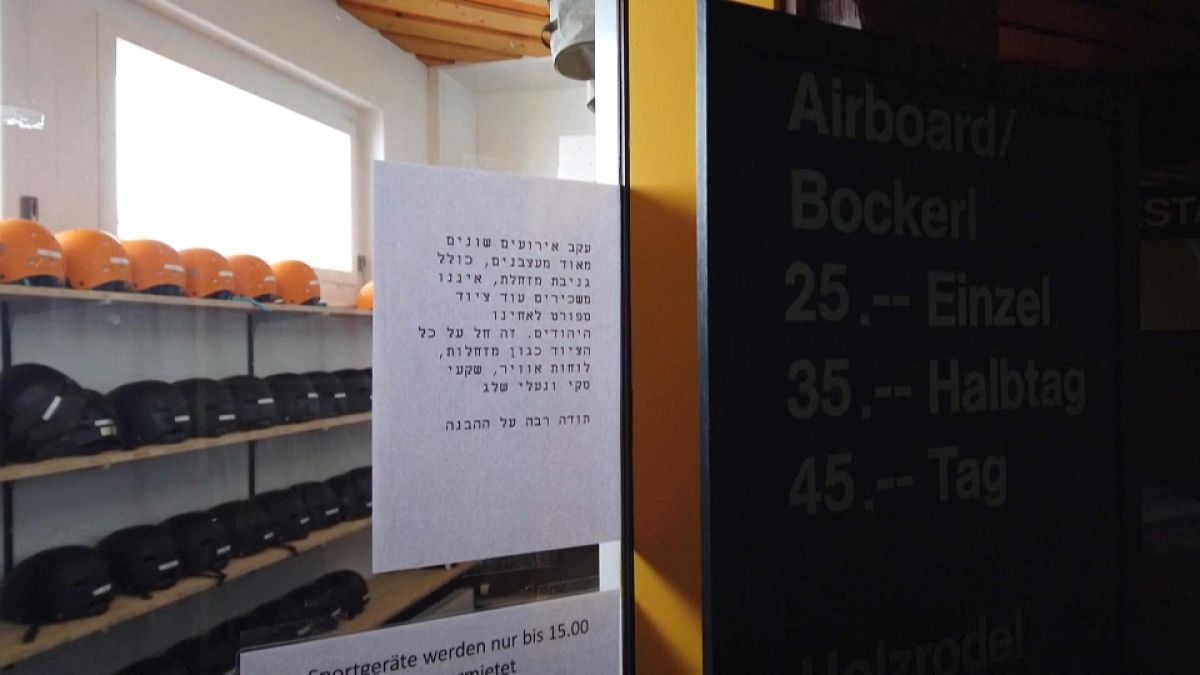 עקב אירועים שונים
מאוד מעצבנים, כולל
גניבת מזחלת, איננו
משכירים עוד ציוד
ספורט לאחינו
היהודים. זה חל על כל
הציוד כגון מזחלות,
לוחות אוויר, שקעי
סקי ונעלי שלג
תודה רבה על ההבנה
Sportgeräte werden nur bis 15.00
Airboard/
Bockerl
25.-- Einzel
35.-- Halbtag
45.-- Tag
Holzrodel
ST